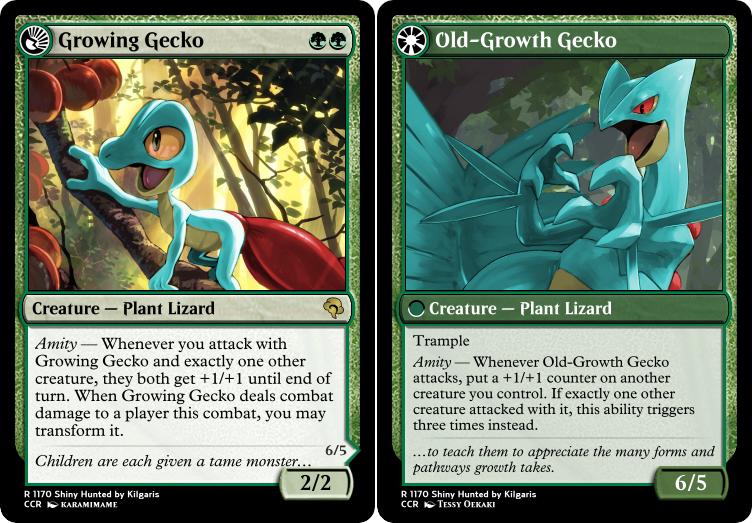 Growing Gecko
Creature — Plant Lizard
Amity — Whenever you attack with
Growing Gecko and exactly one other
creature, they both get +1/+1 until end of
turn. When Growing Gecko deals combat
damage to a player this combat, you may
transform it.
6/5
Children are each given a tame monster…
2/2
R 1170 Shiny Hunted by Kilgaris
CCR KARAMIMAME
Old-Growth Gecko
Creature — Plant Lizard
Trample
Amity — Whenever Old-Growth Gecko
attacks, put a +1/+1 counter on another
creature you control. If exactly one other
creature attacked with it, this ability triggers
three times instead.
…to teach them to appreciate the many forms and
pathways growth takes.
6/5
R 1170 Shiny Hunted by Kilgaris
CCR Tessy Oekaki